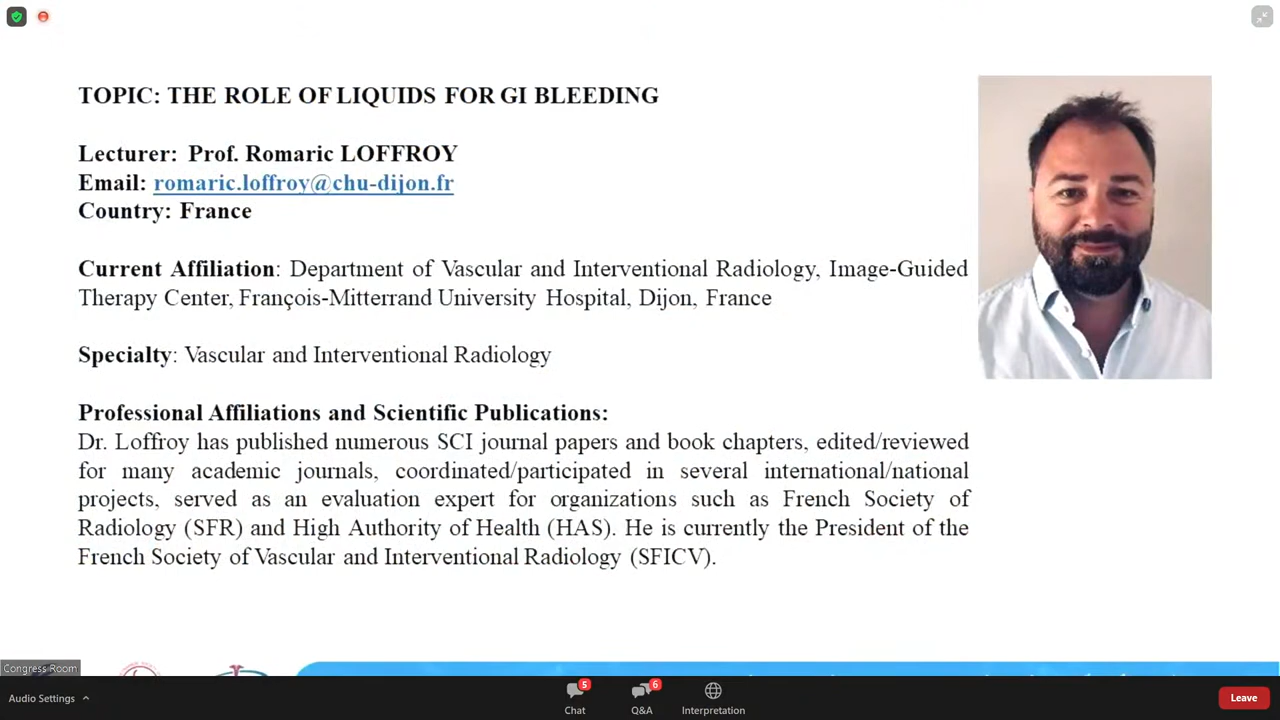 TOPIC: THE ROLE OF LIQUIDS FOR GI BLEEDING
Lecturer: Prof. Romaric LOFFROY
Email: romaric.loffroy@chu-dijon.fr
Country: France
Current Affiliation: Department of Vascular and Interventional Radiology, Image-Guided
Therapy Center, François-Mitterrand University Hospital, Dijon, France
Specialty: Vascular and Interventional Radiology
Professional Affiliations and Scientific Publications:
Dr. Loffroy has published numerous SCI journal papers and book chapters, edited/reviewed
for many academic journals, coordinated/participated in several international/national
projects, served as an evaluation expert for organizations such as French Society of
Radiology (SFR) and High Authority of Health (HAS). He is currently the President of the
French Society of Vascular and Interventional Radiology (SFICV).
Congress Room
Audio Settings
5
Chat
6
Q&A
Interpretation
Leave